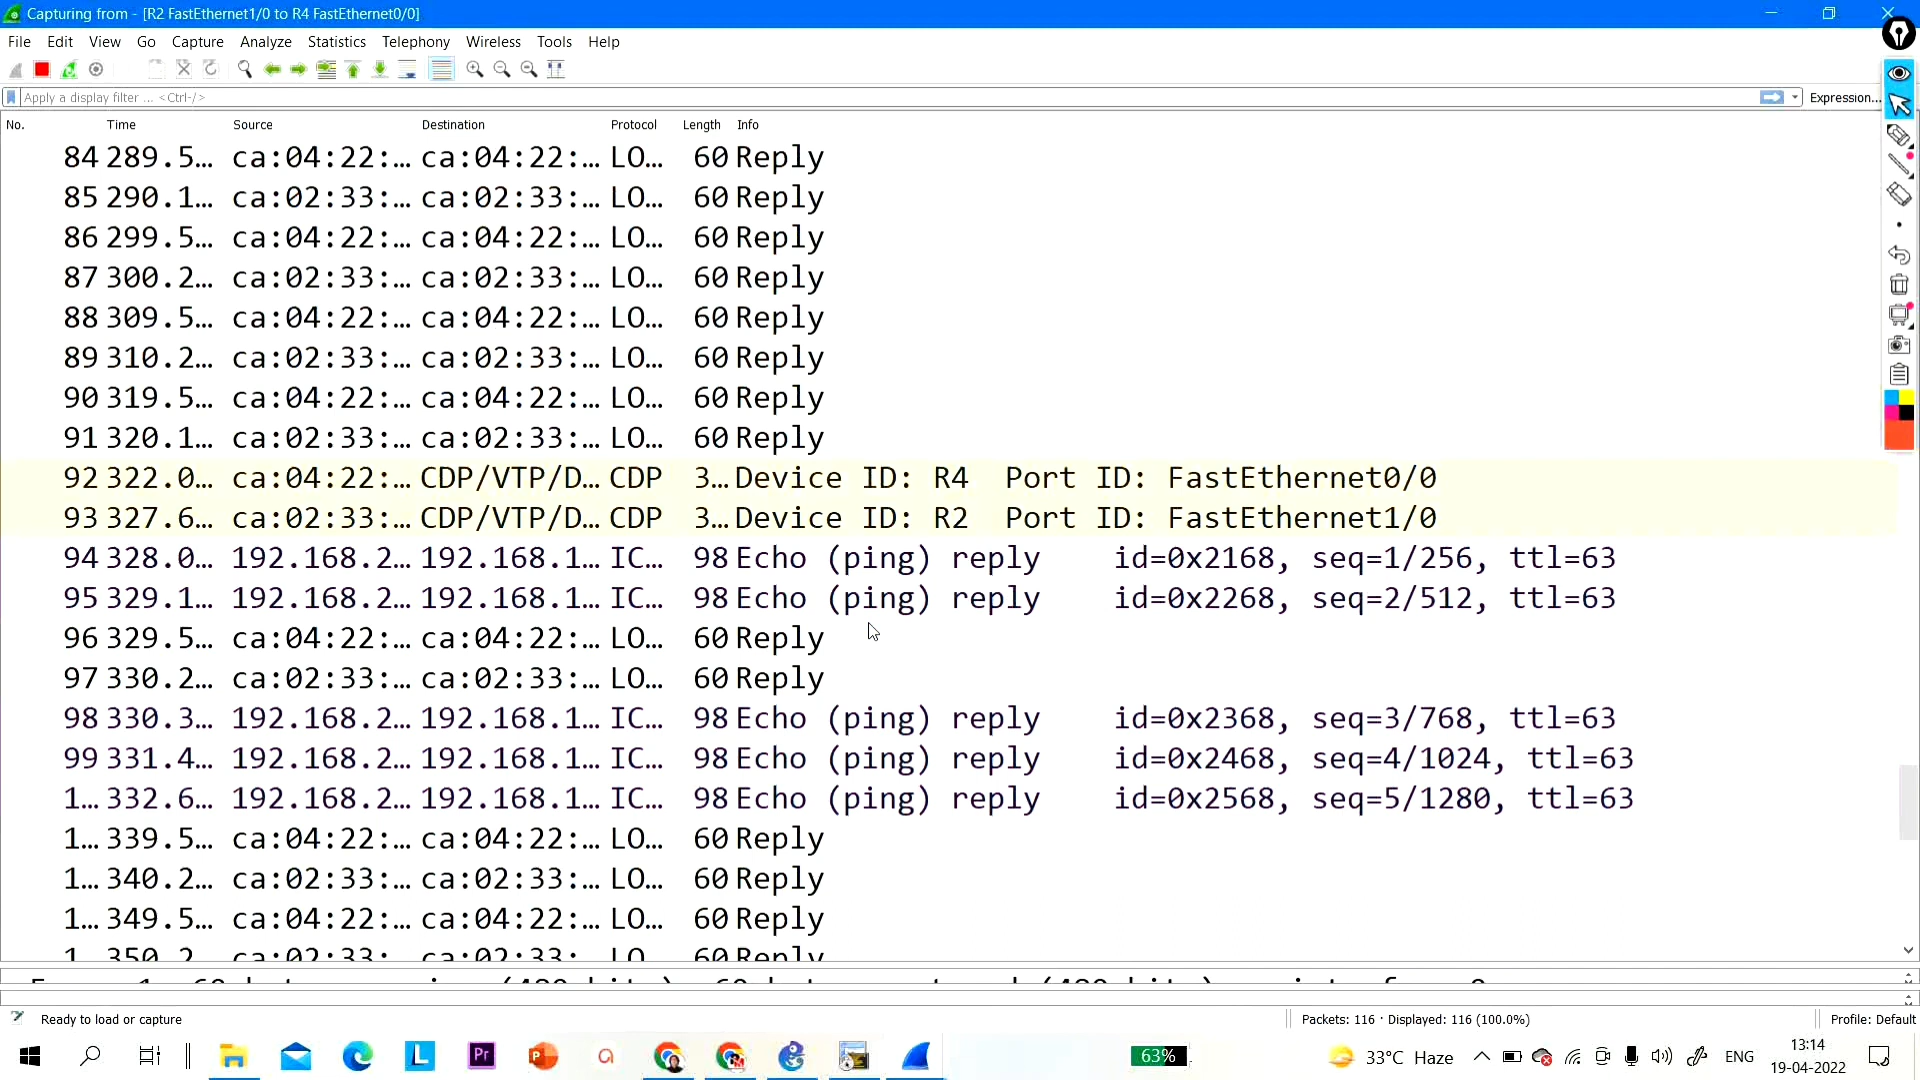 Capturing from - [R2 FastEthernet1/0 to R4 FastEthernet0/0]
File Edit View Go Capture Analyze Statistics Telephony Wireless Tools Help
Apply a display filter ... <Ctrl-/> Expression...
No. Time Source Destination Protocol Length Info
84 289.5... ca:04:22:... ca:04:22:... LO... 60 Reply
85 290.1... ca:02:33:... ca:02:33:... LO... 60 Reply
86 299.5... ca:04:22:... ca:04:22:... LO... 60 Reply
87 300.2... ca:02:33:... ca:02:33:... LO... 60 Reply
88 309.5... ca:04:22:... ca:04:22:... LO... 60 Reply
89 310.2... ca:02:33:... ca:02:33:... LO... 60 Reply
90 319.5... ca:04:22:... ca:04:22:... LO... 60 Reply
91 320.1... ca:02:33:... ca:02:33:... LO... 60 Reply
92 322.0... ca:04:22:... CDP/VTP/D... CDP 3... Device ID: R4 Port ID: FastEthernet0/0
93 327.6... ca:02:33:... CDP/VTP/D... CDP 3... Device ID: R2 Port ID: FastEthernet1/0
94 328.0... 192.168.2... 192.168.1... IC... 98 Echo (ping) reply id=0x2168, seq=1/256, ttl=63
95 329.1... 192.168.2... 192.168.1... IC... 98 Echo (ping) reply id=0x2268, seq=2/512, ttl=63
96 329.5... ca:04:22:... ca:04:22:... LO... 60 Reply
97 330.2... ca:02:33:... ca:02:33:... LO... 60 Reply
98 330.3... 192.168.2... 192.168.1... IC... 98 Echo (ping) reply id=0x2368, seq=3/768, ttl=63
99 331.4... 192.168.2... 192.168.1... IC... 98 Echo (ping) reply id=0x2468, seq=4/1024, ttl=63
1... 332.6... 192.168.2... 192.168.1... IC... 98 Echo (ping) reply id=0x2568, seq=5/1280, ttl=63
1... 339.5... ca:04:22:... ca:04:22:... LO... 60 Reply
1... 340.2... ca:02:33:... ca:02:33:... LO... 60 Reply
1... 349.5... ca:04:22:... ca:04:22:... LO... 60 Reply
1 350.2 ca:02:33: ca:02:33: LO 60 Reply
Ready to load or capture Packets: 116 · Displayed: 116 (100.0%) Profile: Default
L Pr P 63% 33°C Haze ENG 13:14
19-04-2022